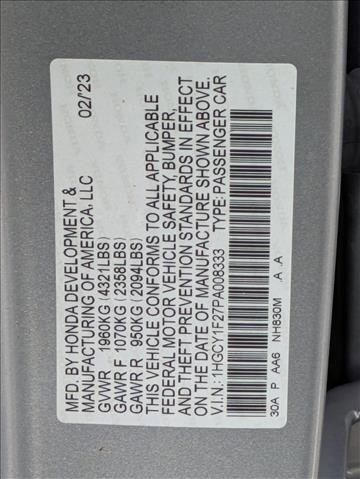 MFD. BY HONDA DEVELOPMENT &
MANUFACTURING OF AMERICA, LLC 02/23
GVWR 1960KG (4321LBS)
GAWR F 1070KG (2358LBS)
GAWR R 950KG (2094LBS)
THIS VEHICLE CONFORMS TO ALL APPLICABLE
FEDERAL MOTOR VEHICLE SAFETY, BUMPER,
AND THEFT PREVENTION STANDARDS IN EFFECT
ON THE DATE OF MANUFACTURE SHOWN ABOVE.
V.I.N.: 1HGCY1F27PA008333 TYPE: PASSENGER CAR
30A P AA6 NH830M .A .A